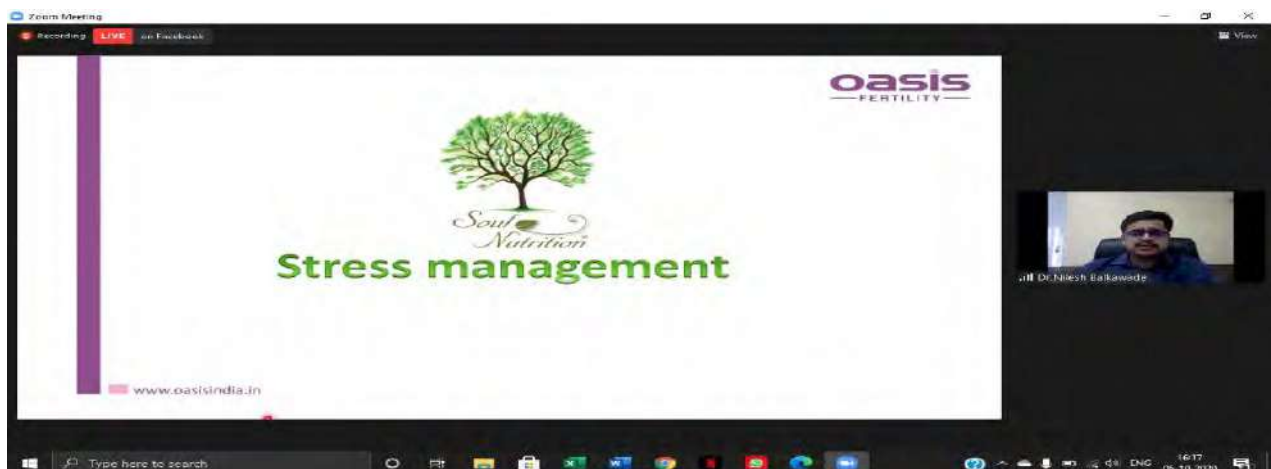 Zoom Meeting
Recording
LIVE
on Facebook
View
oasis
FERTILITY
Soul
Nutrition
Stress management
www.oasisindia.in
Dr.Nilesh Balkawade
Type here to search
ENG
16:17